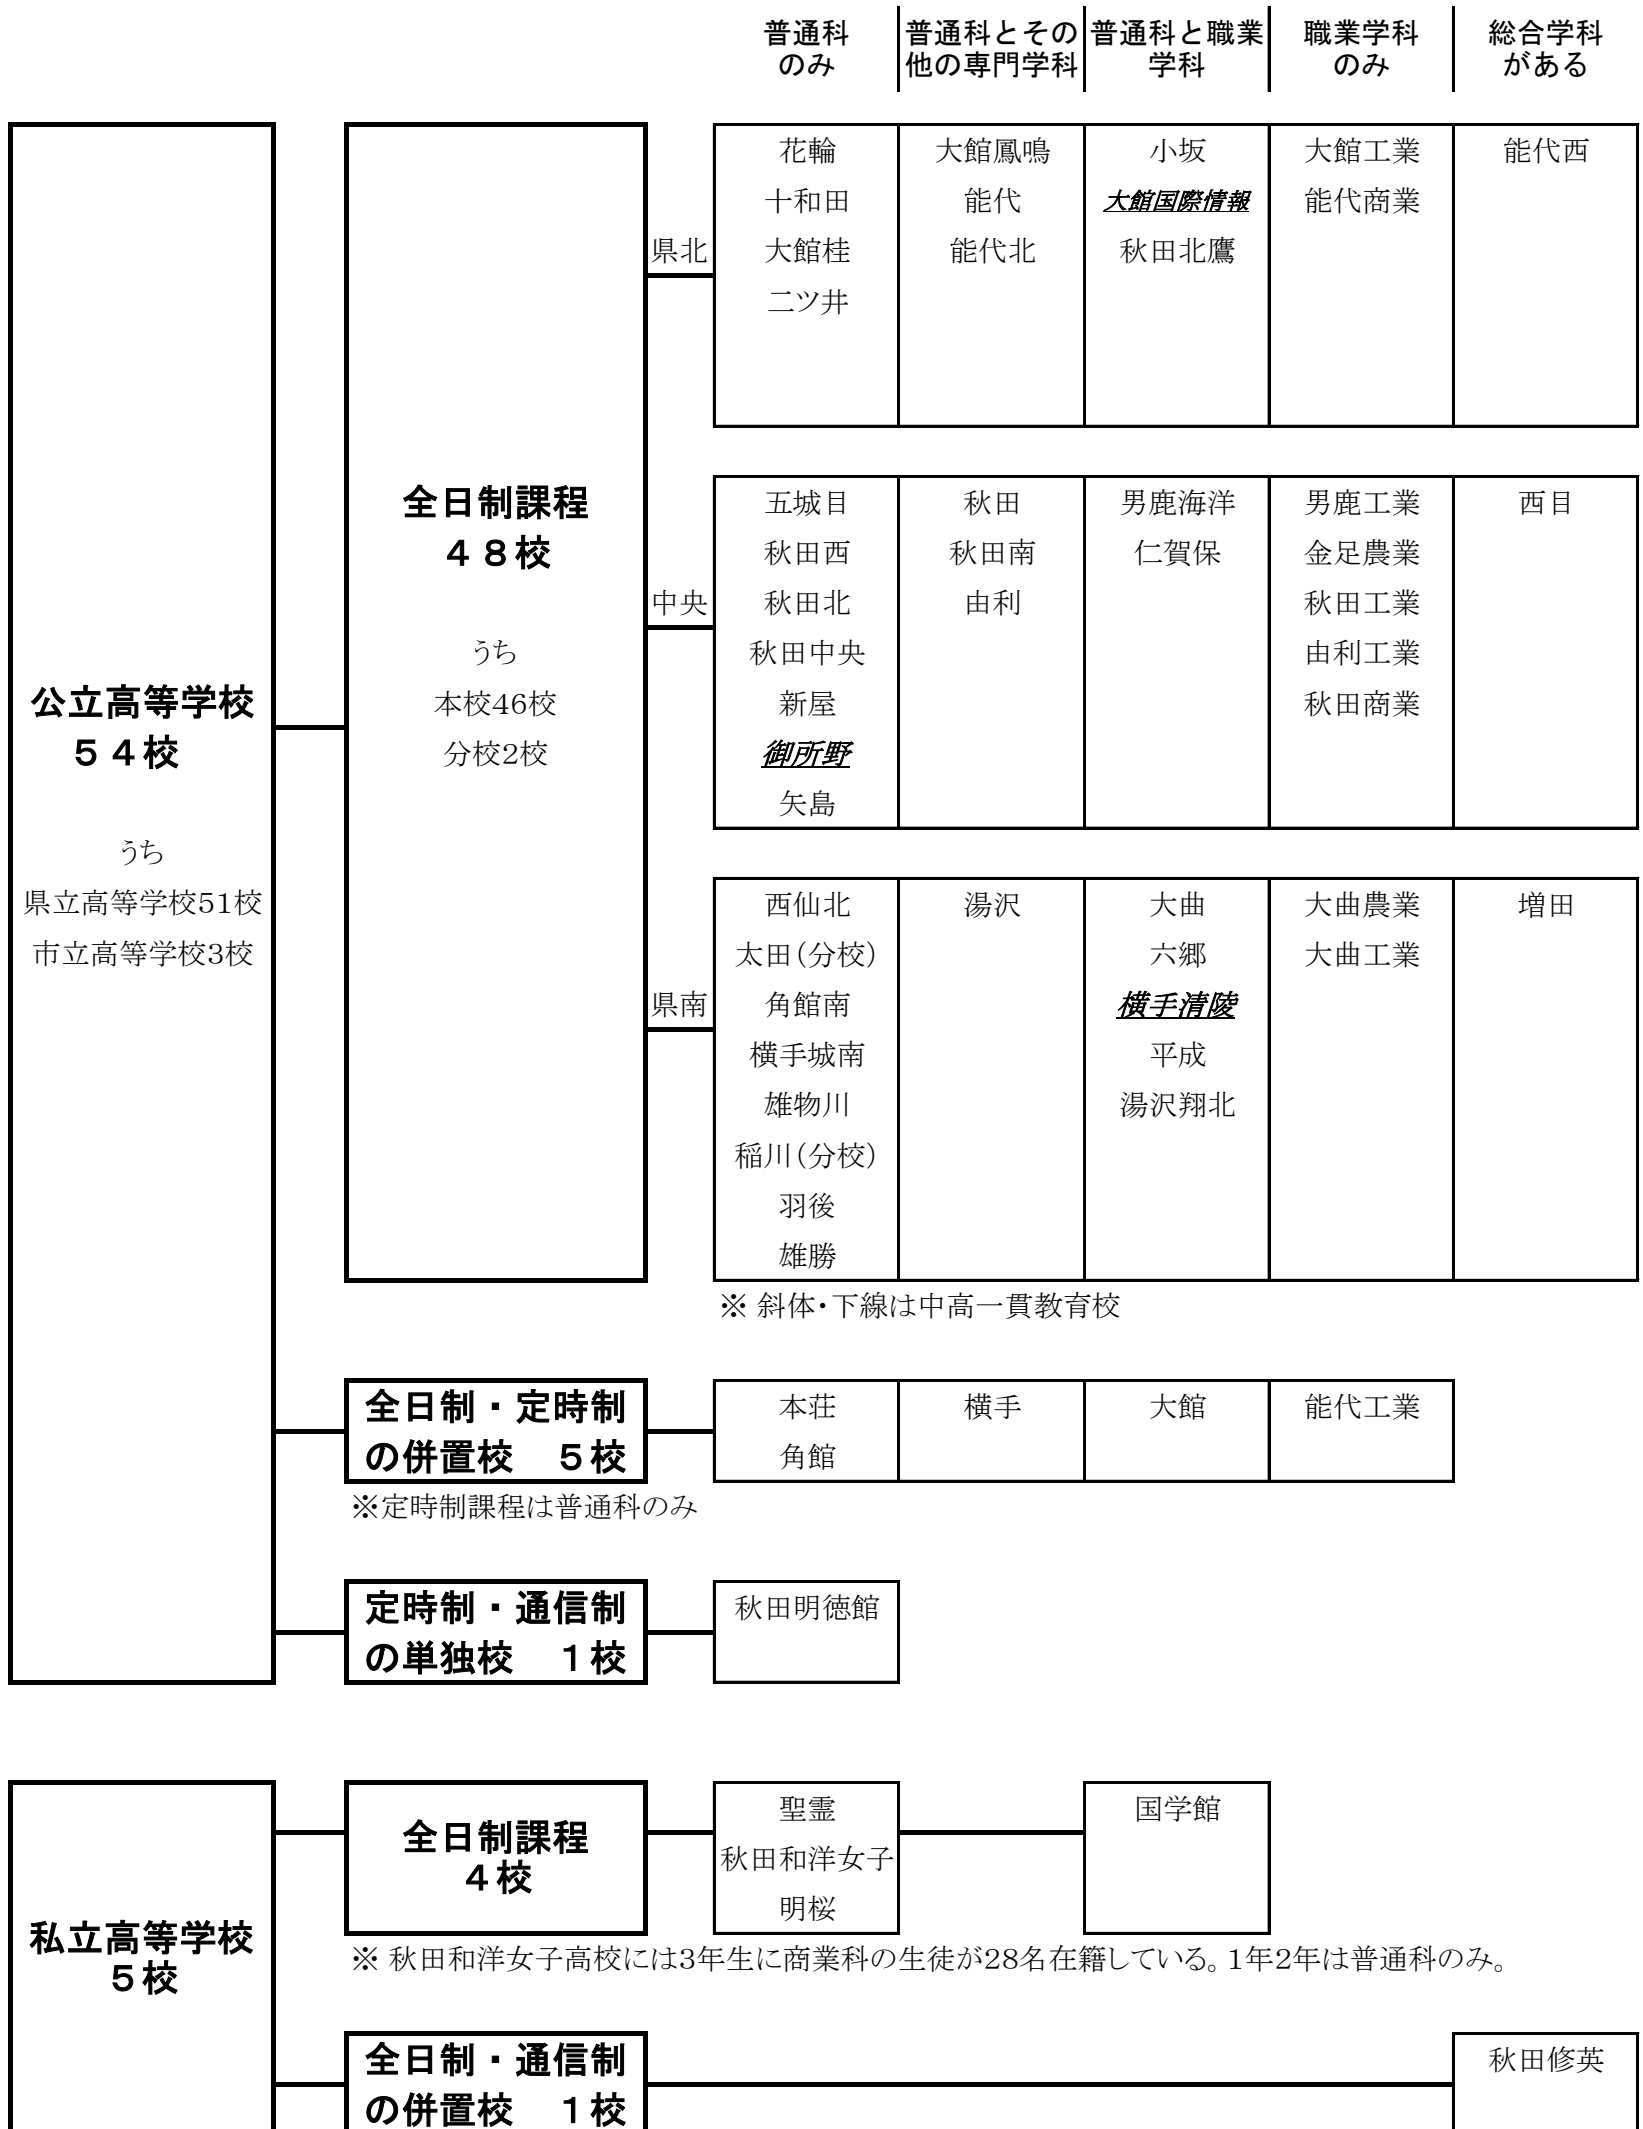 普通科
のみ
普通科とその
他の専門学科
普通科と職業
学科
職業学科
のみ
総合学科
がある
公立高等学校
５４校
うち
県立高等学校51校
市立高等学校3校
全日制課程
４８校
うち
本校46校
分校2校
県北
花輪
十和田
大館桂
二ツ井
大館鳳鳴
能代
能代北
小坂
大館国際情報
秋田北鷹
大館工業
能代商業
能代西
中央
五城目
秋田西
秋田北
秋田中央
新屋
御所野
矢島
秋田
秋田南
由利
男鹿海洋
仁賀保
男鹿工業
金足農業
秋田工業
由利工業
秋田商業
西目
県南
西仙北
太田（分校）
角館南
横手城南
雄物川
稲川（分校）
羽後
雄勝
湯沢
大曲
六郷
横手清陵
平成
湯沢翔北
大曲農業
大曲工業
増田
※ 斜体・下線は中高一貫教育校
全日制・定時制
の併置校　５校
本荘
角館
横手
大館
能代工業
※定時制課程は普通科のみ
定時制・通信制
の単独校　１校
秋田明徳館
私立高等学校
５校
全日制課程
４校
聖霊
秋田和洋女子
明桜
国学館
※ 秋田和洋女子高校には3年生に商業科の生徒が28名在籍している。1年2年は普通科のみ。
全日制・通信制
の併置校　１校
秋田修英